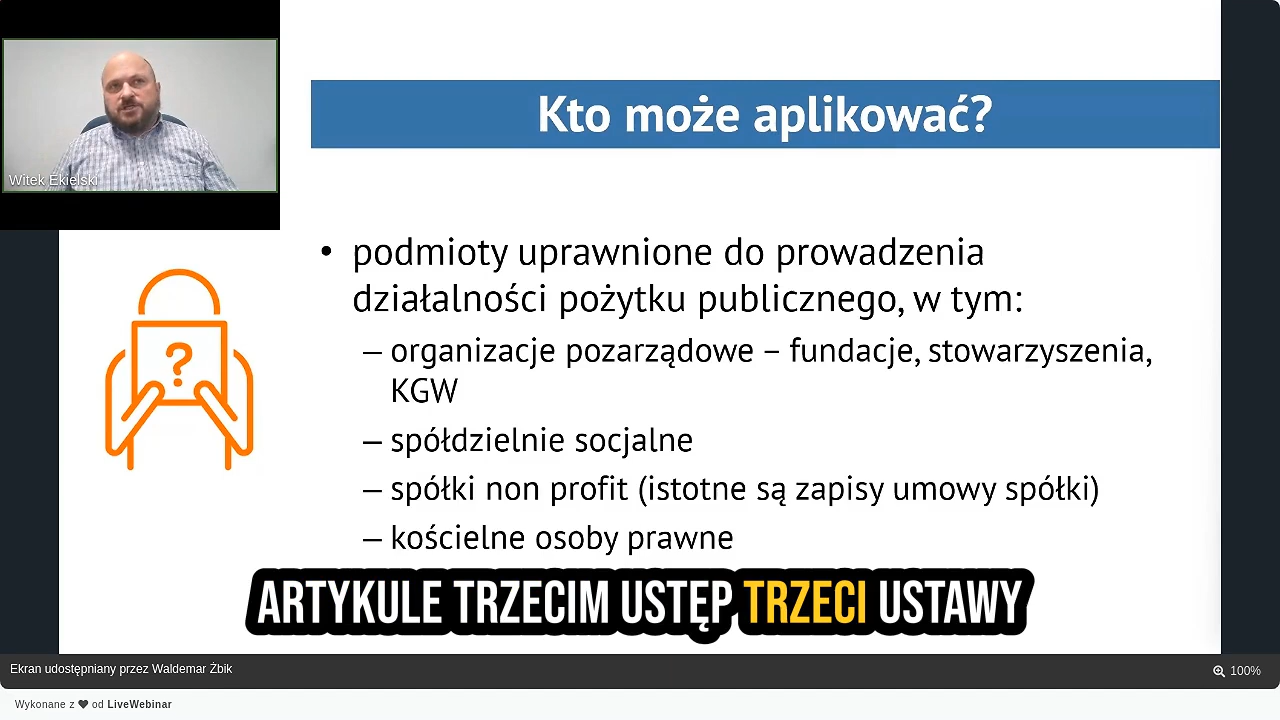 Witek Ekielski
Kto może aplikować?
• podmioty uprawnione do prowadzenia
działalności pożytku publicznego, w tym:
– organizacje pozarządowe – fundacje, stowarzyszenia,
KGW
– spółdzielnie socjalne
– spółki non profit (istotne są zapisy umowy spółki)
– kościelne osoby prawne
?
ARTYKULE TRZECIM USTĘP TRZECI USTAWY
Ekran udostępniany przez Waldemar Żbik
100%
Wykonane z ♥ od LiveWebinar